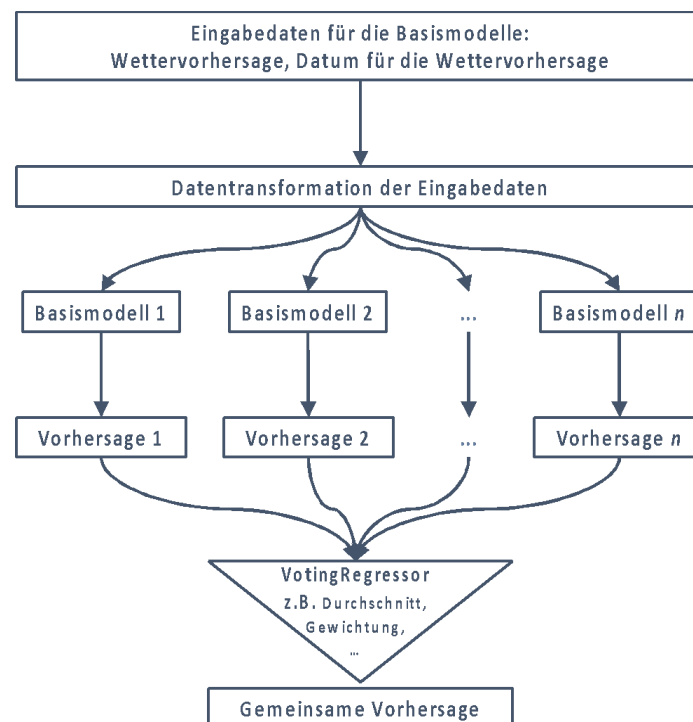 Eingabedaten für die Basismodelle:
Wettervorhersage, Datum für die Wettervorhersage
Datentransformation der Eingabedaten
Basismodell 1
Basismodell 2
...
Basismodell n
Vorhersage 1
Vorhersage 2
...
Vorhersage n
VotingRegressor
z.B. Durchschnitt,
Gewichtung,
...
Gemeinsame Vorhersage